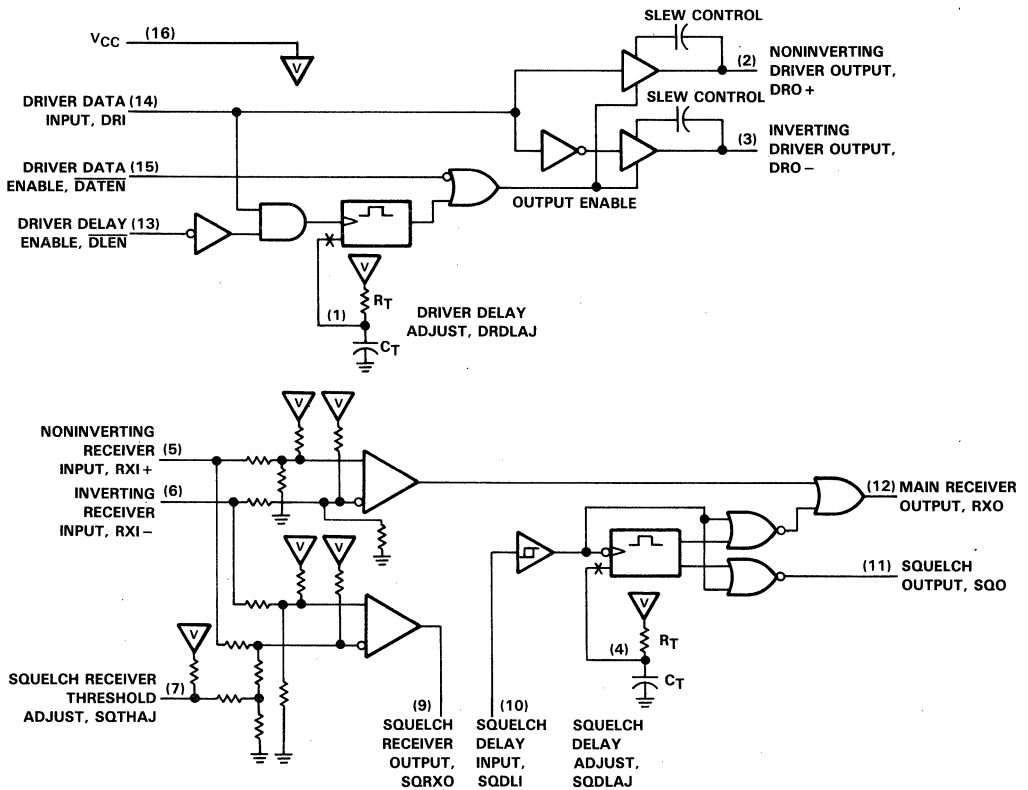 SLEW CONTROL
VCC (16)
V
(2) NONINVERTING
DRIVER OUTPUT,
DRO+
DRIVER DATA (14)
INPUT, DRI
SLEW CONTROL
(3) INVERTING
DRIVER OUTPUT,
DRO−
DRIVER DATA (15)
ENABLE, DATEN
OUTPUT ENABLE
DRIVER DELAY (13)
ENABLE, DLEN
V
RT
(1)
DRIVER DELAY
ADJUST, DRDLAJ
CT
V
V
NONINVERTING
RECEIVER (5)
INPUT, RXI+
INVERTING (6)
RECEIVER
INPUT, RXI−
(12) MAIN RECEIVER
OUTPUT, RXO
V
V
(11) SQUELCH
OUTPUT, SQO
V
V
RT
(4)
CT
SQUELCH RECEIVER
THRESHOLD (7)
ADJUST, SQTHAJ
(9)
SQUELCH
RECEIVER
OUTPUT,
SQRXO
(10)
SQUELCH
DELAY
INPUT,
SQDLI
SQUELCH
DELAY
ADJUST,
SQDLAJ